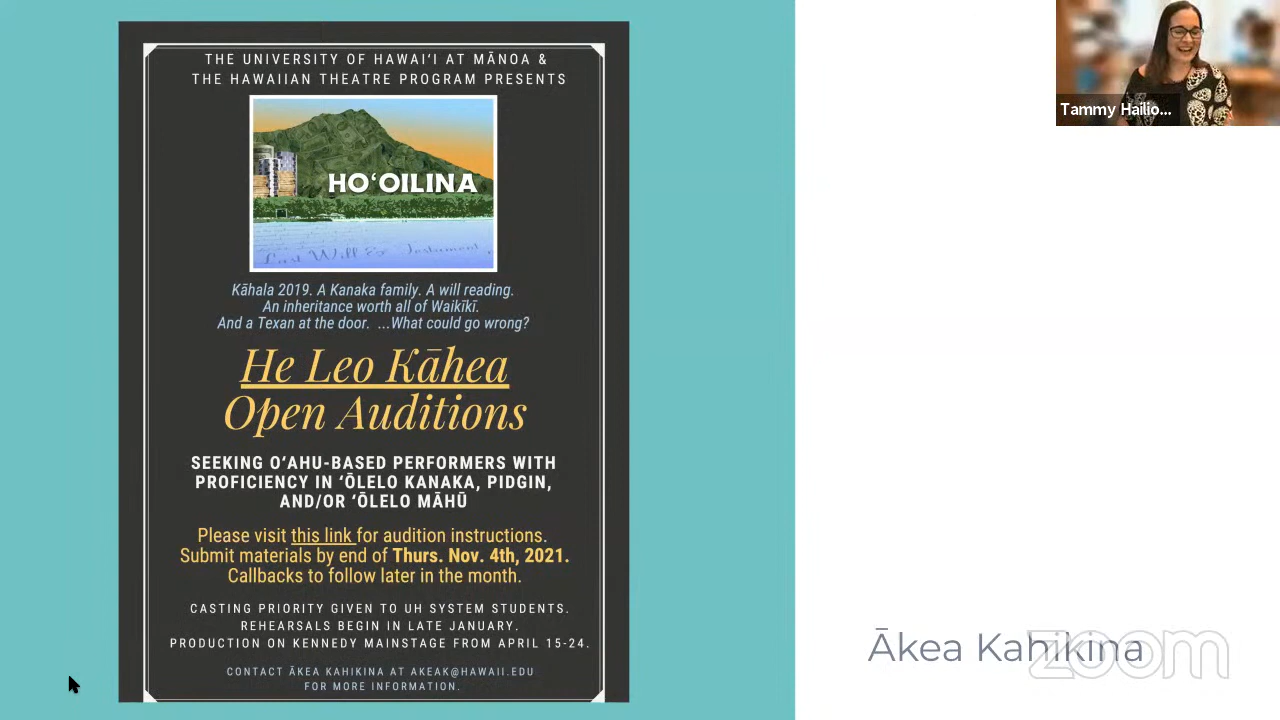 THE UNIVERSITY OF HAWAIʻI AT MĀNOA &
THE HAWAIIAN THEATRE PROGRAM PRESENTS
HOʻOILINA
Last Will & Testament
Kāhala 2019. A Kanaka family. A will reading.
An inheritance worth all of Waikīkī.
And a Texan at the door. ...What could go wrong?
He Leo Kāhea
Open Auditions
SEEKING OʻAHU-BASED PERFORMERS WITH
PROFICIENCY IN ʻŌLELO KANAKA, PIDGIN,
AND/OR ʻŌLELO MĀHŪ
Please visit this link for audition instructions.
Submit materials by end of Thurs. Nov. 4th, 2021.
Callbacks to follow later in the month.
CASTING PRIORITY GIVEN TO UH SYSTEM STUDENTS.
REHEARSALS BEGIN IN LATE JANUARY.
PRODUCTION ON KENNEDY MAINSTAGE FROM APRIL 15-24.
CONTACT ĀKEA KAHIKINA AT AKEAK@HAWAII.EDU
FOR MORE INFORMATION.
Tammy Hailio...
Ākea Kahikina
zoom